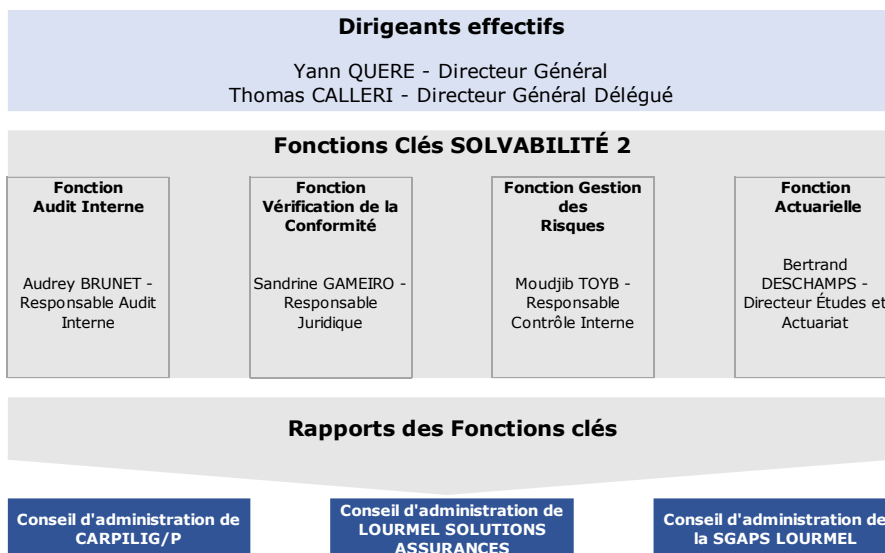 Dirigeants effectifs
Yann QUERE - Directeur Général
Thomas CALLERI - Directeur Général Délégué
Fonctions Clés SOLVABILITÉ 2
Fonction
Audit Interne
Audrey BRUNET -
Responsable Audit
Interne
Fonction
Vérification de la
Conformité
Sandrine GAMEIRO -
Responsable
Juridique
Fonction Gestion
des
Risques
Moudjib TOYB -
Responsable
Contrôle Interne
Fonction
Actuarielle
Bertrand
DESCHAMPS -
Directeur Études et
Actuariat
Rapports des Fonctions clés
Conseil d'administration de
CARPILIG/P
Conseil d'administration de
LOURMEL SOLUTIONS
ASSURANCES
Conseil d'administration de
la SGAPS LOURMEL